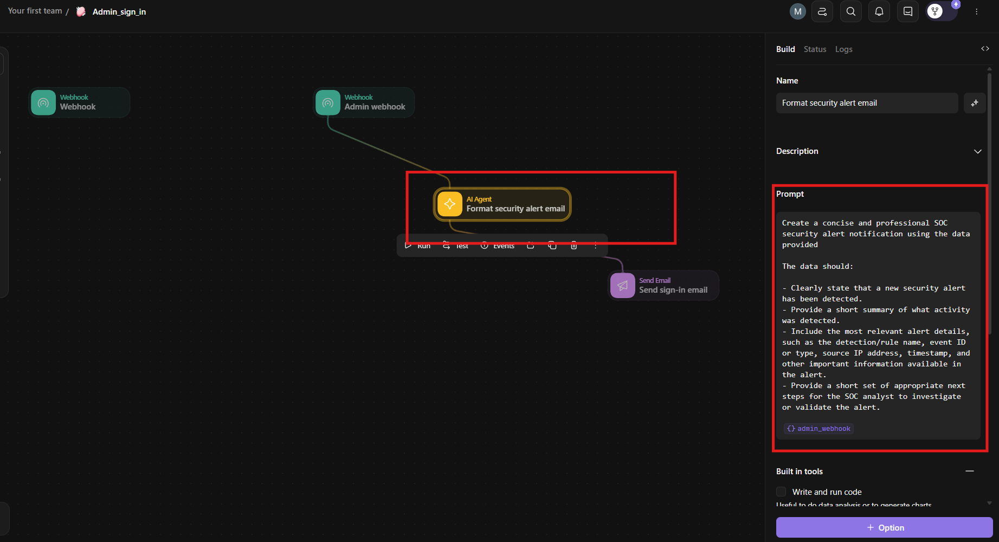 Your first team / Admin_sign_in
M
Build Status Logs
Name
Format security alert email
Description
Prompt
Create a concise and professional SOC
security alert notification using the data
provided
The data should:
- Clearly state that a new security alert
has been detected.
- Provide a short summary of what activity
was detected.
- Include the most relevant alert details,
such as the detection/rule name, event ID
or type, source IP address, timestamp, and
other important information available in
the alert.
- Provide a short set of appropriate next
steps for the SOC analyst to investigate
or validate the alert.
{} admin_webhook
Built in tools
Write and run code
Useful to do data analysis or to generate charts
+ Option
Webhook
Webhook
Webhook
Admin webhook
AI Agent
Format security alert email
Run Test Events
Send Email
Send sign-in email